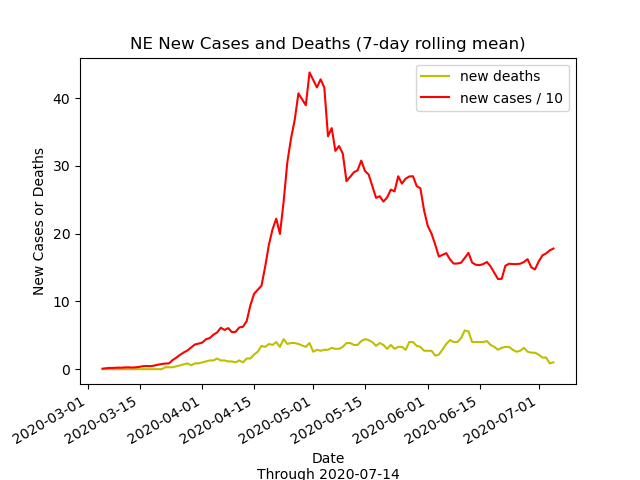 NE New Cases and Deaths (7-day rolling mean)
new deaths
new cases / 10
New Cases or Deaths
40
30
20
10
0
2020-03-01
2020-03-15
2020-04-01
2020-04-15
2020-05-01
2020-05-15
2020-06-01
2020-06-15
2020-07-01
Date
Through 2020-07-14